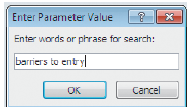 Enter Parameter Value
Enter words or phrase for search:
barriers to entry
OK Cancel